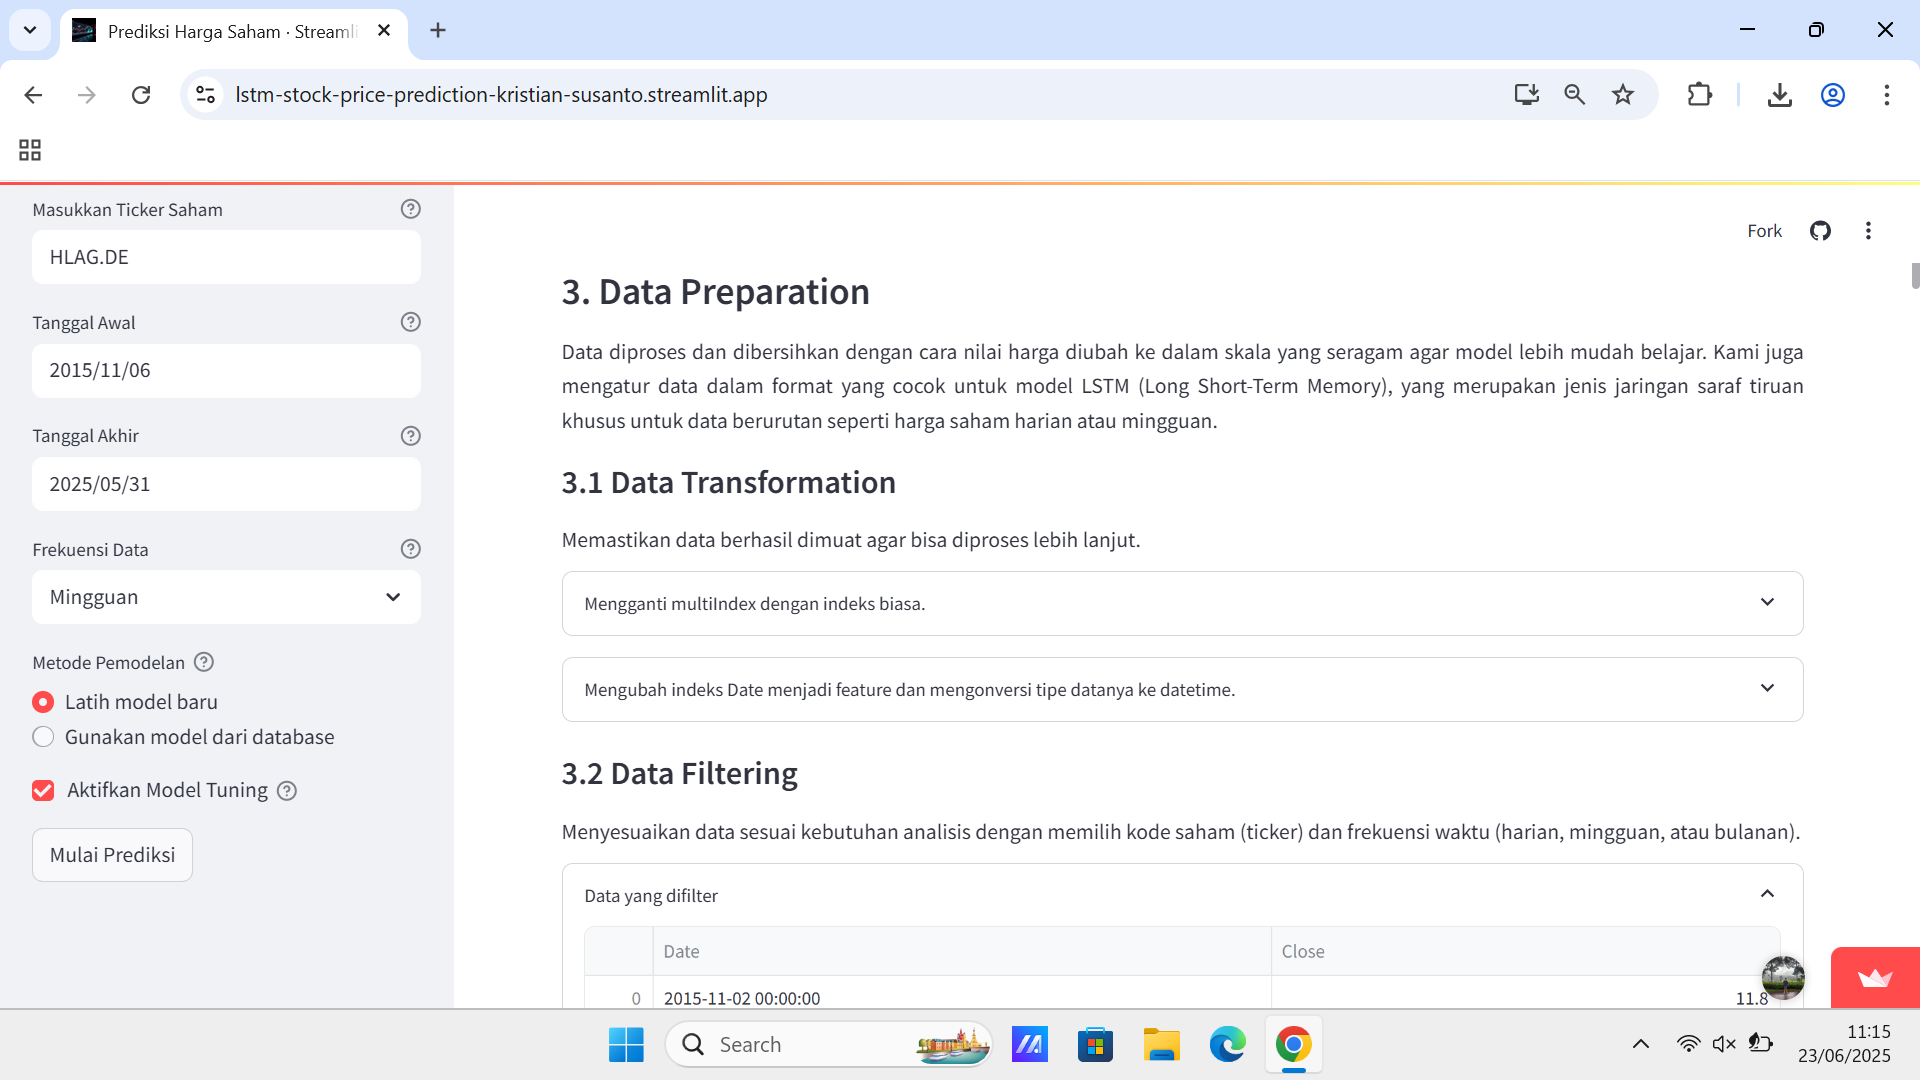 Prediksi Harga Saham · Streamli
lstm-stock-price-prediction-kristian-susanto.streamlit.app
Masukkan Ticker Saham
HLAG.DE
Tanggal Awal
2015/11/06
Tanggal Akhir
2025/05/31
Frekuensi Data
Mingguan
Metode Pemodelan
Latih model baru
Gunakan model dari database
Aktifkan Model Tuning
Mulai Prediksi
Fork
3. Data Preparation
Data diproses dan dibersihkan dengan cara nilai harga diubah ke dalam skala yang seragam agar model lebih mudah belajar. Kami juga
mengatur data dalam format yang cocok untuk model LSTM (Long Short-Term Memory), yang merupakan jenis jaringan saraf tiruan
khusus untuk data berurutan seperti harga saham harian atau mingguan.
3.1 Data Transformation
Memastikan data berhasil dimuat agar bisa diproses lebih lanjut.
Mengganti multiIndex dengan indeks biasa.
Mengubah indeks Date menjadi feature dan mengonversi tipe datanya ke datetime.
3.2 Data Filtering
Menyesuaikan data sesuai kebutuhan analisis dengan memilih kode saham (ticker) dan frekuensi waktu (harian, mingguan, atau bulanan).
Data yang difilter
Date Close
0 2015-11-02 00:00:00 11.8
Search
11:15
23/06/2025